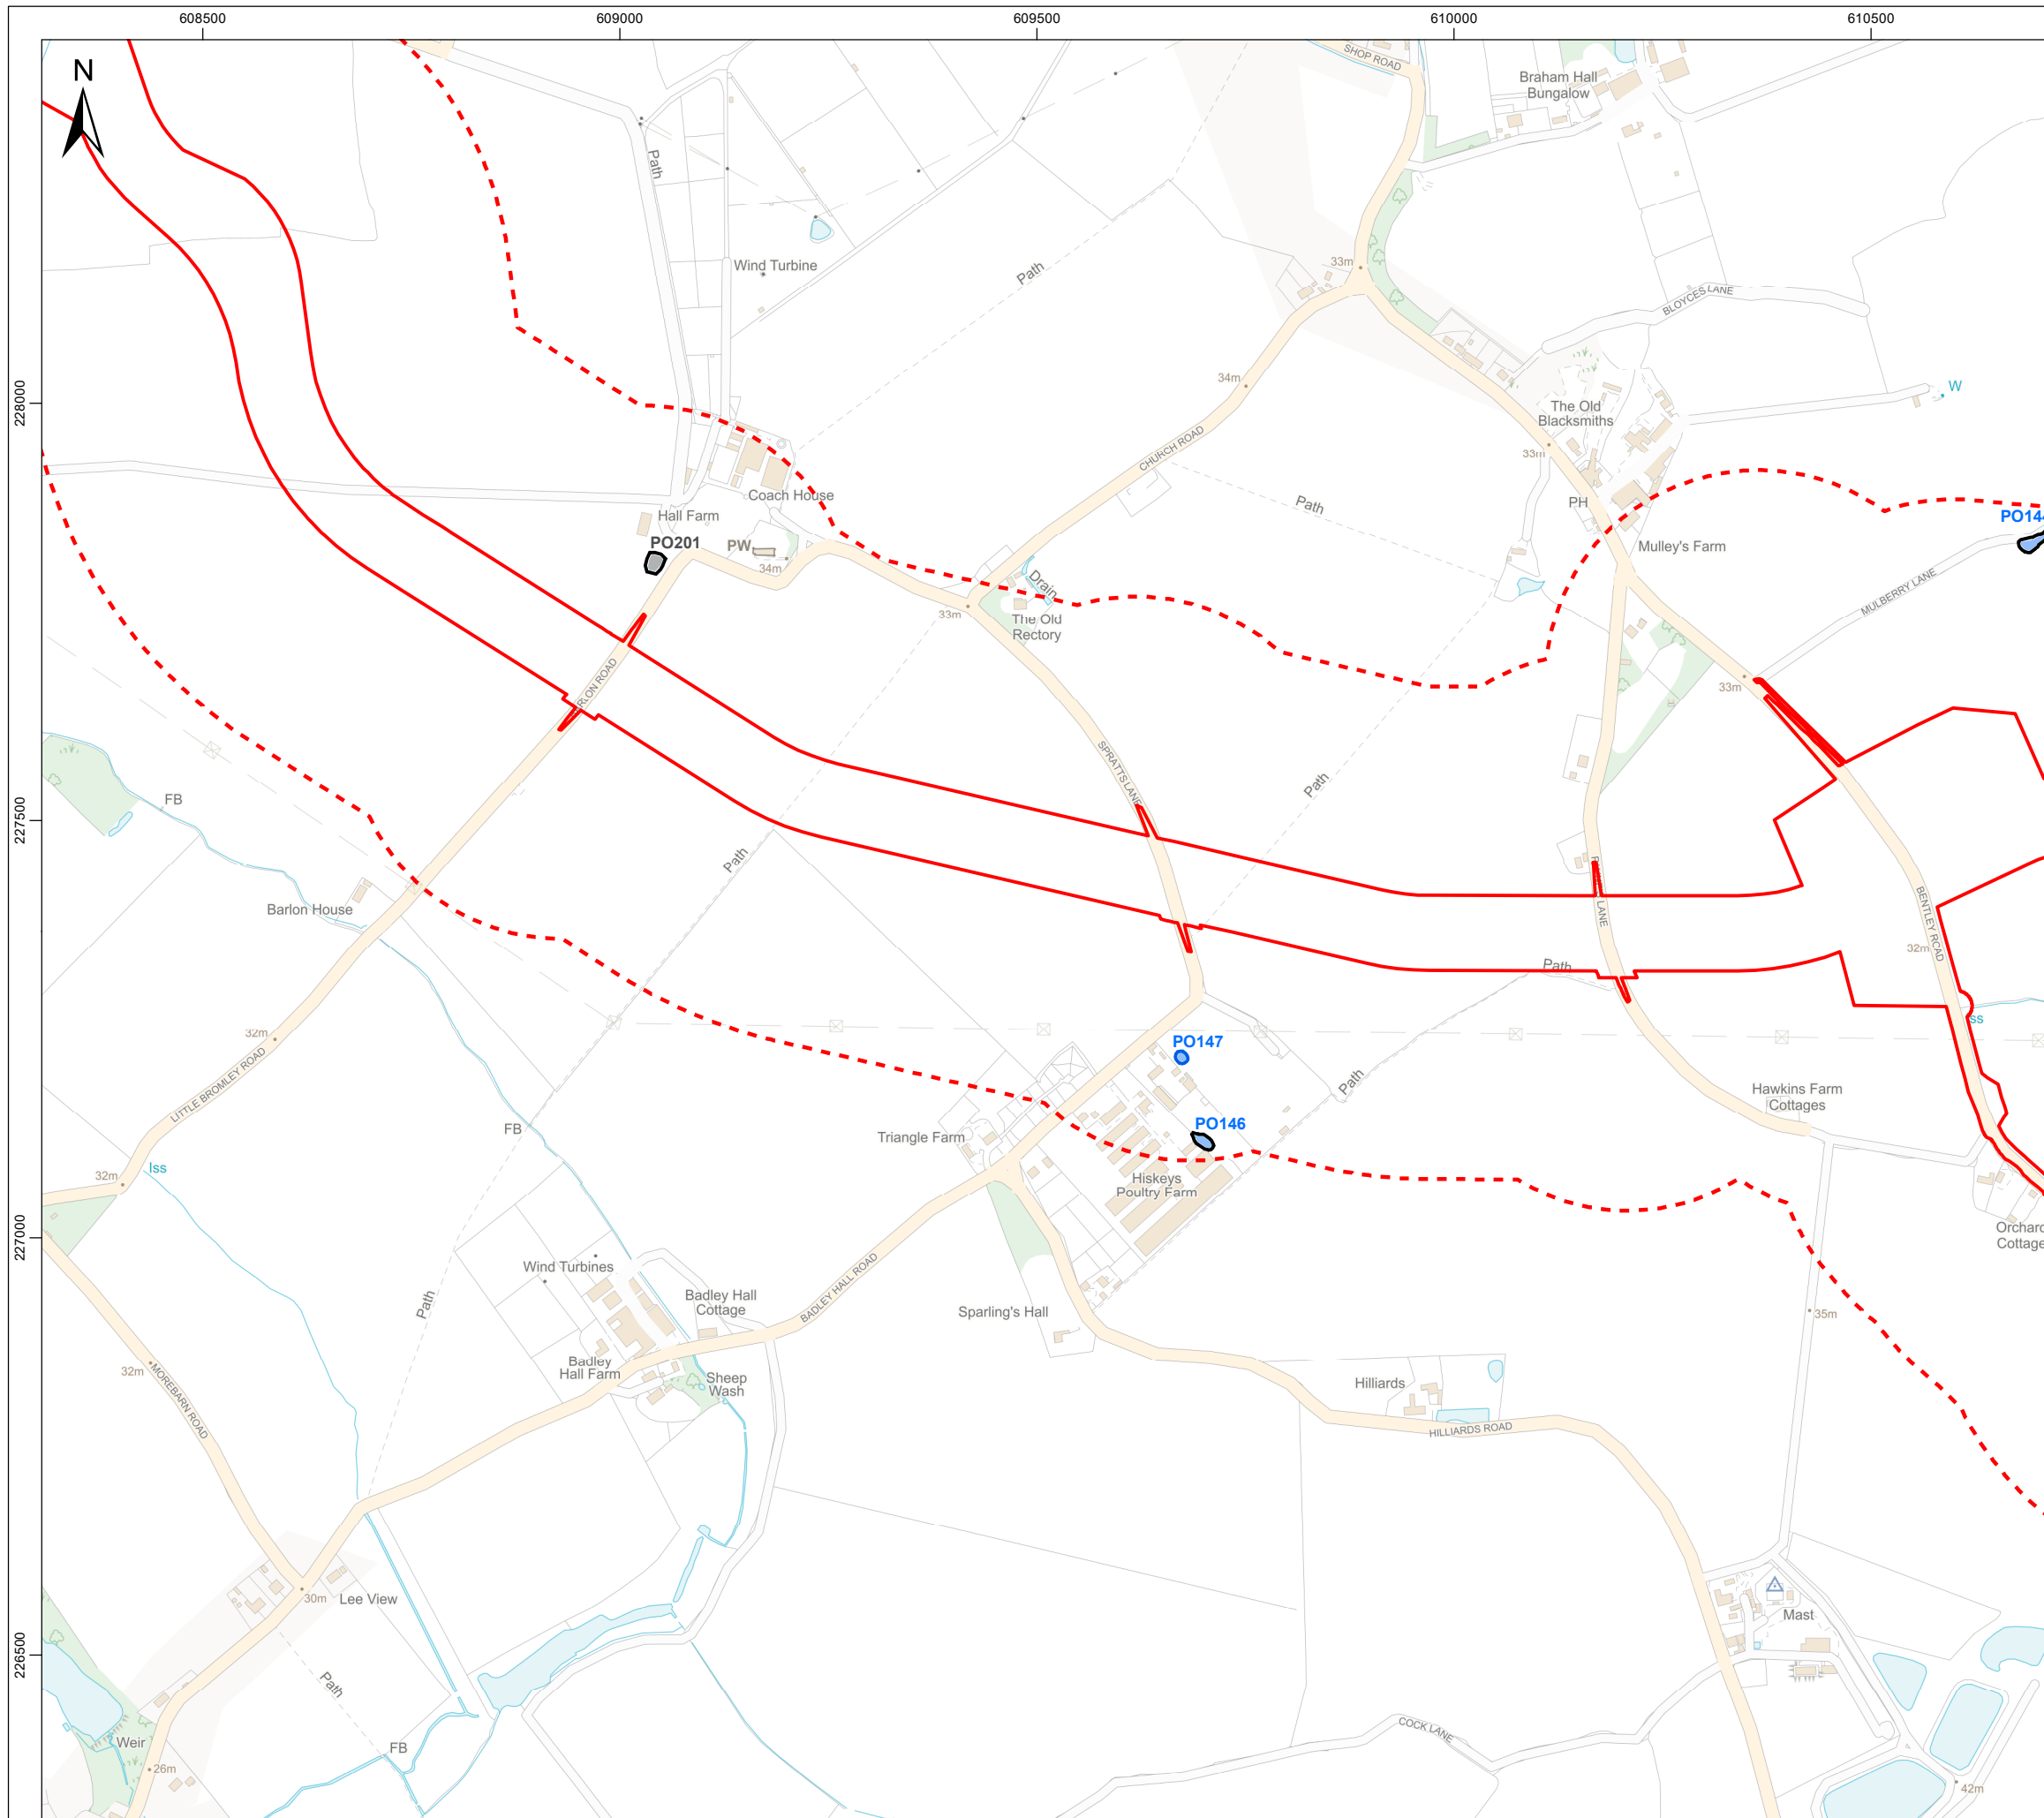 608500
609000
609500
610000
610500
N
SHOP ROAD
Braham Hall
Bungalow
Path
Wind Turbine
Path
33m
BLOYCES LANE
228000
34m
W
The Old
Blacksmiths
CHURCH ROAD
33m
Path
PH
Coach House
Hall Farm
PO201
PW
34m
PO144
Mulley's Farm
MULBERRY LANE
Drain
33m
The Old
Rectory
33m
RLON ROAD
SPRATTS LANE
Path
227500
FB
Path
Barlon House
LANE
BENTLEY ROAD
32m
Path
Iss
32m
LITTLE BROMLEY ROAD
PO147
Path
Hawkins Farm
Cottages
FB
Triangle Farm
PO146
Iss
32m
Hiskeys
Poultry Farm
227000
Orchard
Cottage
Wind Turbines
Path
Badley Hall
Cottage
BADLEY HALL ROAD
Sparling's Hall
35m
32m
MOREBARN ROAD
Badley
Hall Farm
Sheep
Wash
Hilliards
HILLIARDS ROAD
30m
Lee View
Mast
226500
Path
Weir
FB
COCK LANE
26m
42m